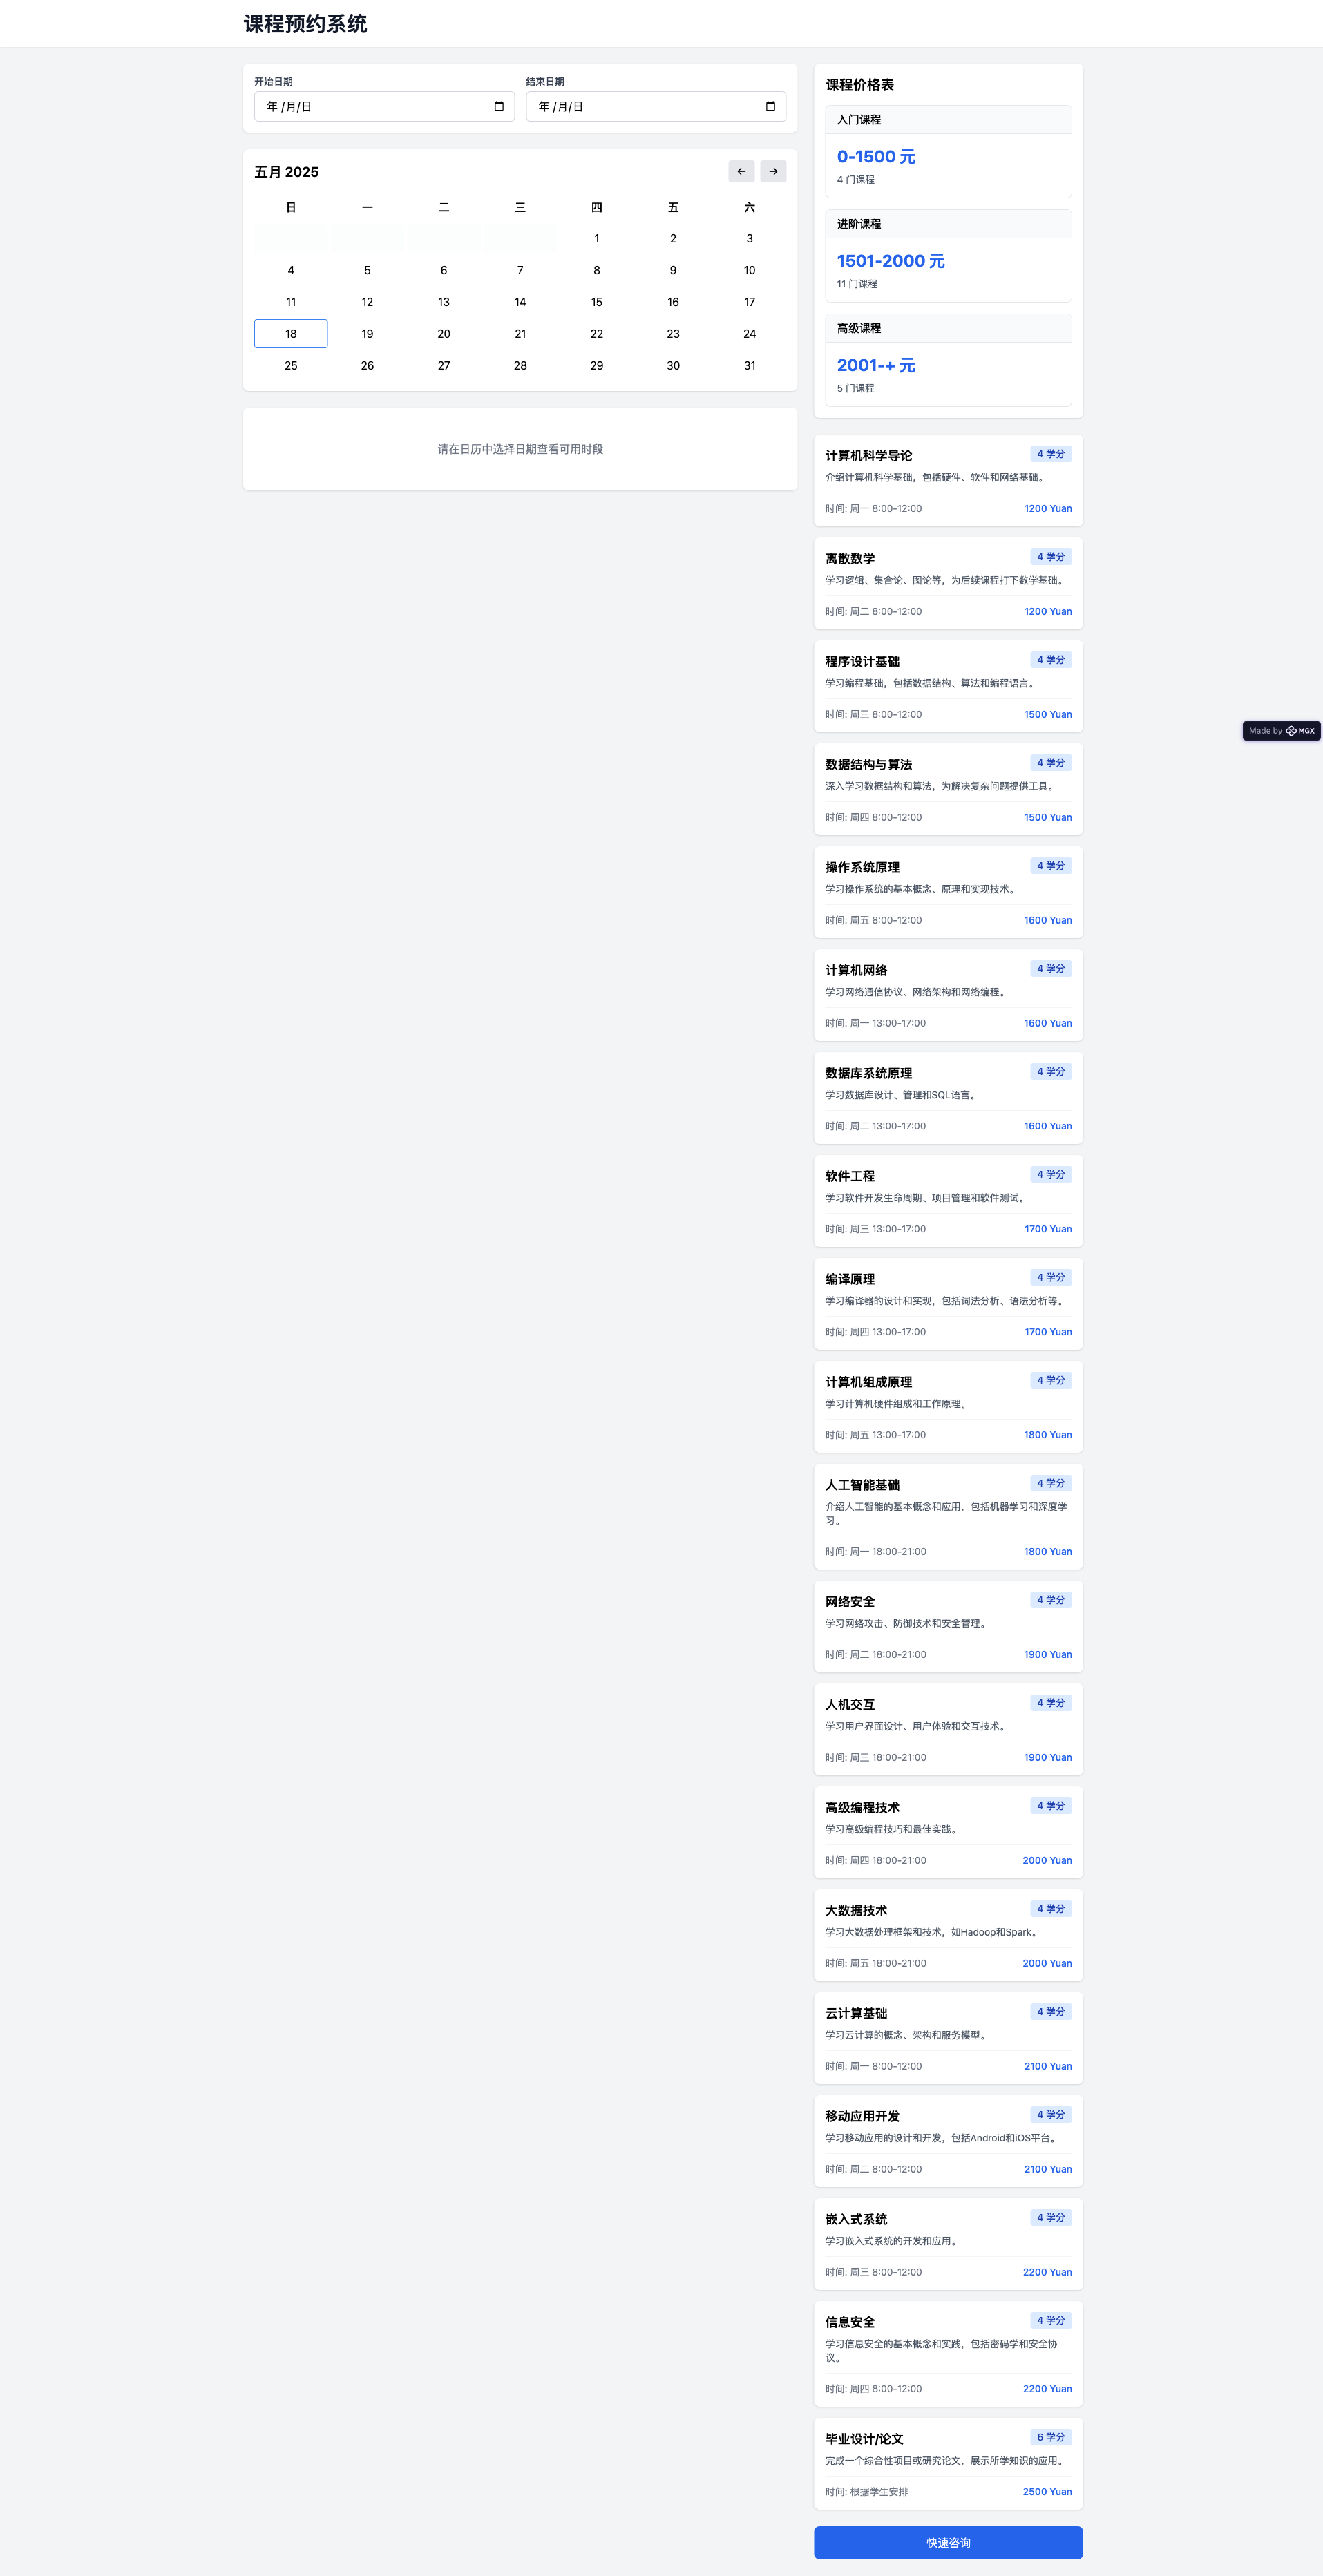 课程预约系统
开始日期
年 /月/日
结束日期
年 /月/日
五月 2025
← →
日 一 二 三 四 五 六
1 2 3
4 5 6 7 8 9 10
11 12 13 14 15 16 17
18 19 20 21 22 23 24
25 26 27 28 29 30 31
请在日历中选择日期查看可用时段
课程价格表
入门课程
0-1500 元
4 门课程
进阶课程
1501-2000 元
11 门课程
高级课程
2001-+ 元
5 门课程
计算机科学导论 4 学分
介绍计算机科学基础，包括硬件、软件和网络基础。
时间: 周一 8:00-12:00 1200 Yuan
离散数学 4 学分
学习逻辑、集合论、图论等，为后续课程打下数学基础。
时间: 周二 8:00-12:00 1200 Yuan
程序设计基础 4 学分
学习编程基础，包括数据结构、算法和编程语言。
时间: 周三 8:00-12:00 1500 Yuan
Made by MGX
数据结构与算法 4 学分
深入学习数据结构和算法，为解决复杂问题提供工具。
时间: 周四 8:00-12:00 1500 Yuan
操作系统原理 4 学分
学习操作系统的基本概念、原理和实现技术。
时间: 周五 8:00-12:00 1600 Yuan
计算机网络 4 学分
学习网络通信协议、网络架构和网络编程。
时间: 周一 13:00-17:00 1600 Yuan
数据库系统原理 4 学分
学习数据库设计、管理和SQL语言。
时间: 周二 13:00-17:00 1600 Yuan
软件工程 4 学分
学习软件开发生命周期、项目管理和软件测试。
时间: 周三 13:00-17:00 1700 Yuan
编译原理 4 学分
学习编译器的设计和实现，包括词法分析、语法分析等。
时间: 周四 13:00-17:00 1700 Yuan
计算机组成原理 4 学分
学习计算机硬件组成和工作原理。
时间: 周五 13:00-17:00 1800 Yuan
人工智能基础 4 学分
介绍人工智能的基本概念和应用，包括机器学习和深度学
习。
时间: 周一 18:00-21:00 1800 Yuan
网络安全 4 学分
学习网络攻击、防御技术和安全管理。
时间: 周二 18:00-21:00 1900 Yuan
人机交互 4 学分
学习用户界面设计、用户体验和交互技术。
时间: 周三 18:00-21:00 1900 Yuan
高级编程技术 4 学分
学习高级编程技巧和最佳实践。
时间: 周四 18:00-21:00 2000 Yuan
大数据技术 4 学分
学习大数据处理框架和技术，如Hadoop和Spark。
时间: 周五 18:00-21:00 2000 Yuan
云计算基础 4 学分
学习云计算的概念、架构和服务模型。
时间: 周一 8:00-12:00 2100 Yuan
移动应用开发 4 学分
学习移动应用的设计和开发，包括Android和iOS平台。
时间: 周二 8:00-12:00 2100 Yuan
嵌入式系统 4 学分
学习嵌入式系统的开发和应用。
时间: 周三 8:00-12:00 2200 Yuan
信息安全 4 学分
学习信息安全的基本概念和实践，包括密码学和安全协
议。
时间: 周四 8:00-12:00 2200 Yuan
毕业设计/论文 6 学分
完成一个综合性项目或研究论文，展示所学知识的应用。
时间: 根据学生安排 2500 Yuan
快速咨询